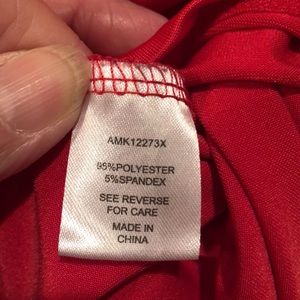 AMK12273X
95%POLYESTER
5%SPANDEX
SEE REVERSE
FOR CARE
MADE IN
CHINA